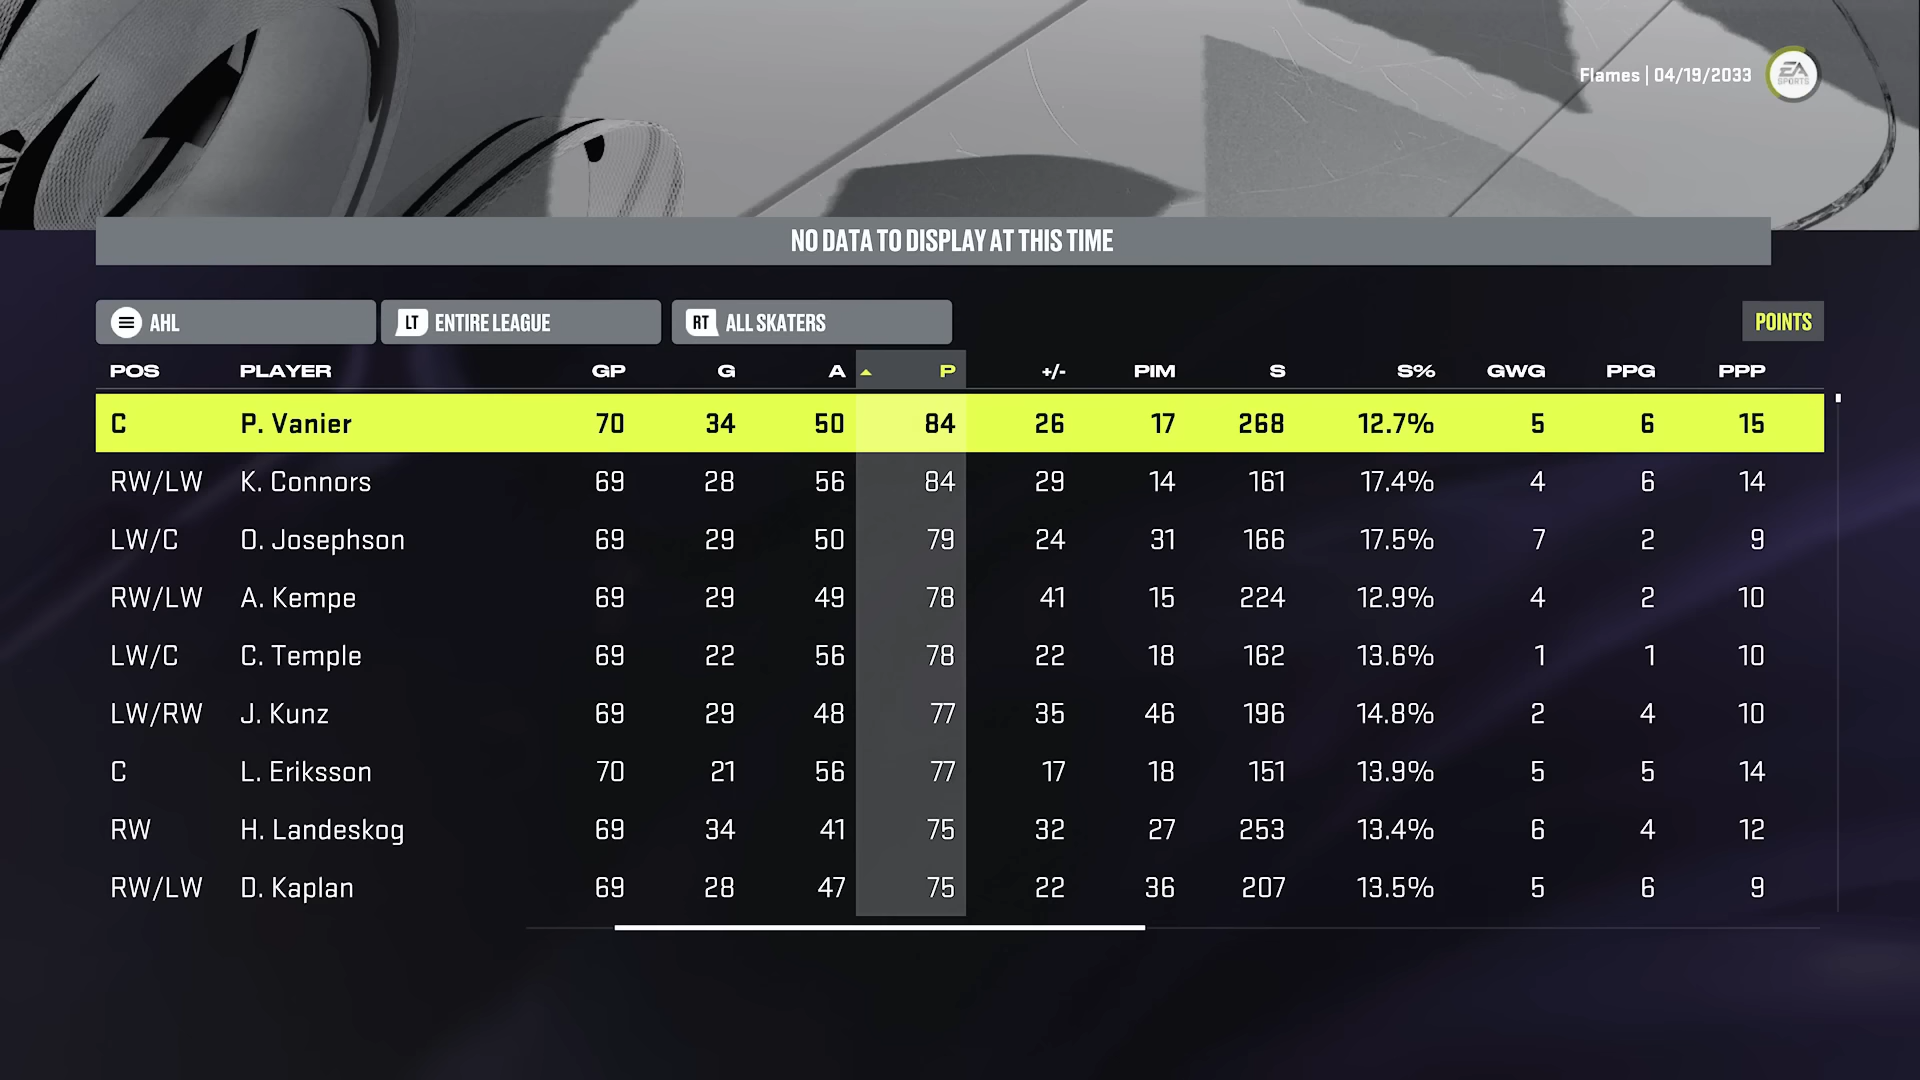 Flames | 04/19/2033
EA SPORTS
NO DATA TO DISPLAY AT THIS TIME
AHL LT ENTIRE LEAGUE RT ALL SKATERS POINTS
POS PLAYER GP G A P +/- PIM S S% GWG PPG PPP
C P. Vanier 70 34 50 84 26 17 268 12.7% 5 6 15
RW/LW K. Connors 69 28 56 84 29 14 161 17.4% 4 6 14
LW/C O. Josephson 69 29 50 79 24 31 166 17.5% 7 2 9
RW/LW A. Kempe 69 29 49 78 41 15 224 12.9% 4 2 10
LW/C C. Temple 69 22 56 78 22 18 162 13.6% 1 1 10
LW/RW J. Kunz 69 29 48 77 35 46 196 14.8% 2 4 10
C L. Eriksson 70 21 56 77 17 18 151 13.9% 5 5 14
RW H. Landeskog 69 34 41 75 32 27 253 13.4% 6 4 12
RW/LW D. Kaplan 69 28 47 75 22 36 207 13.5% 5 6 9